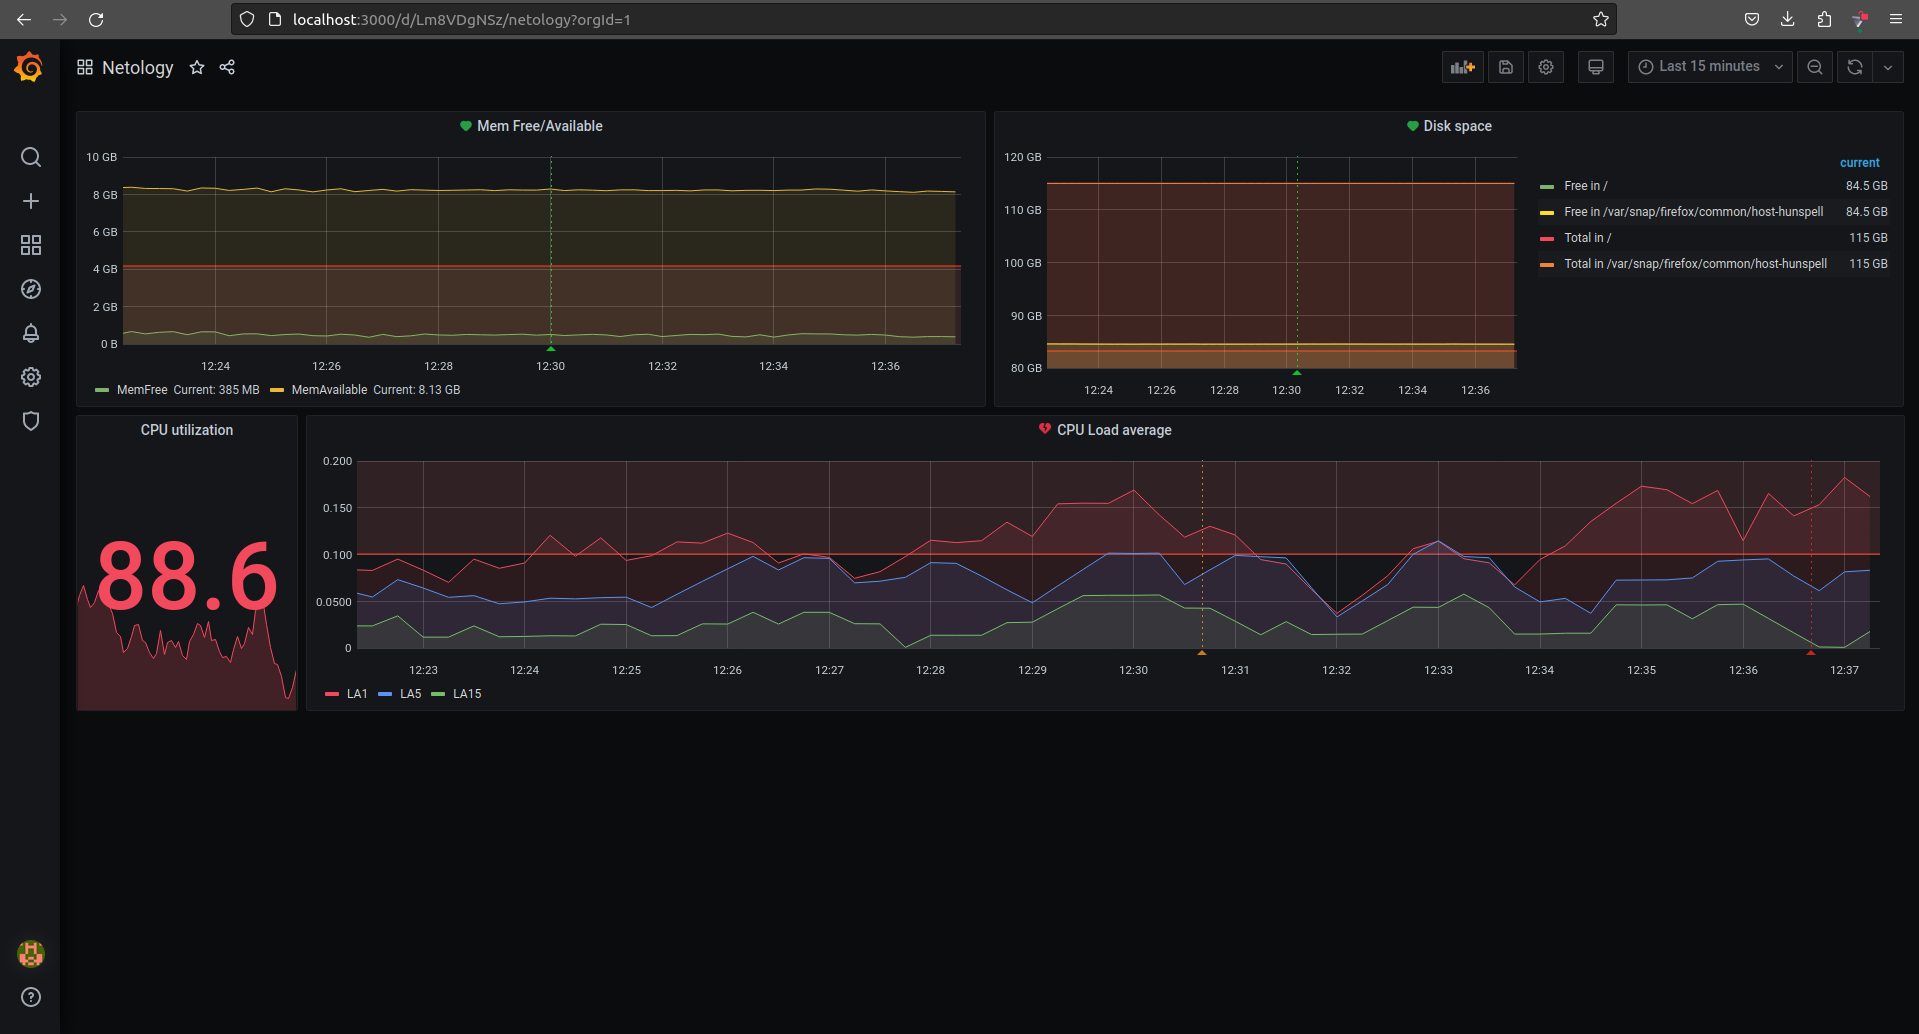 localhost:3000/d/Lm8VDgNSz/netology?orgId=1
Netology
Last 15 minutes
Mem Free/Available
10 GB
8 GB
6 GB
4 GB
2 GB
0 B
12:24 12:26 12:28 12:30 12:32 12:34 12:36
MemFree Current: 385 MB MemAvailable Current: 8.13 GB
Disk space
120 GB
110 GB
100 GB
90 GB
80 GB
12:24 12:26 12:28 12:30 12:32 12:34 12:36
current
Free in / 84.5 GB
Free in /var/snap/firefox/common/host-hunspell 84.5 GB
Total in / 115 GB
Total in /var/snap/firefox/common/host-hunspell 115 GB
CPU utilization
88.6
CPU Load average
0.200
0.150
0.100
0.0500
0
12:23 12:24 12:25 12:26 12:27 12:28 12:29 12:30 12:31 12:32 12:33 12:34 12:35 12:36 12:37
LA1 LA5 LA15